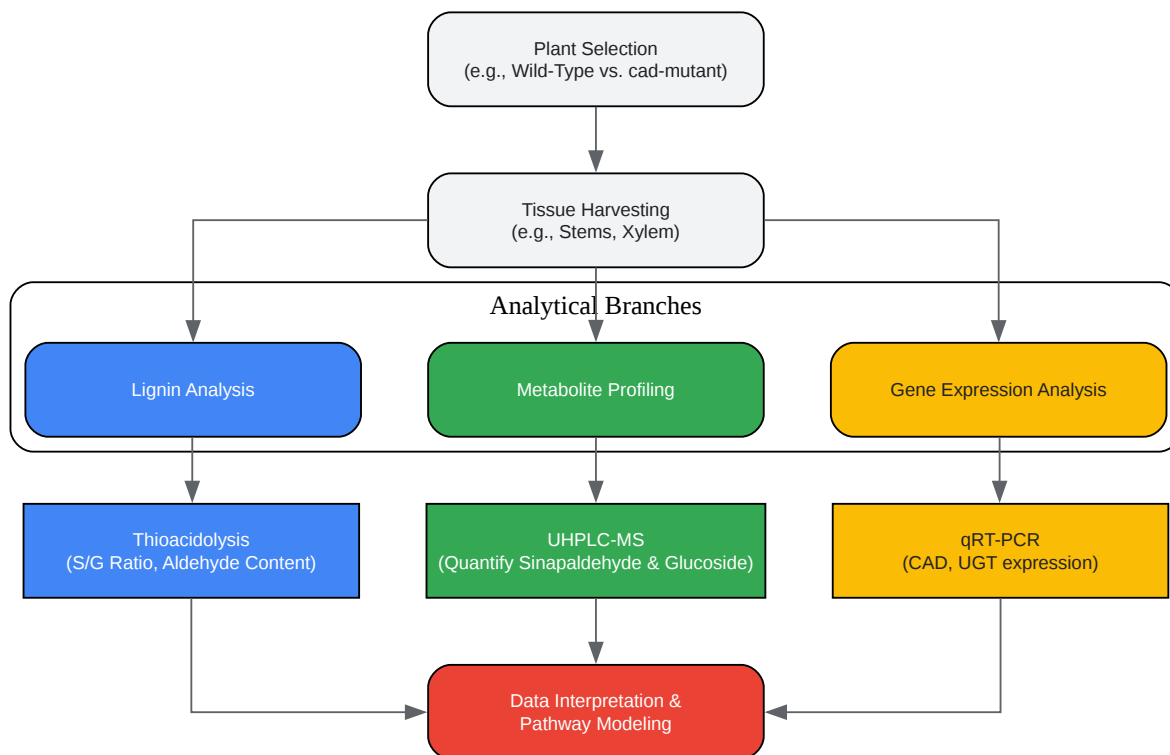 Plant Selection
(e.g., Wild-Type vs. cad-mutant)
Tissue Harvesting
(e.g., Stems, Xylem)
Analytical Branches
Lignin Analysis
Metabolite Profiling
Gene Expression Analysis
Thioacidolysis
(S/G Ratio, Aldehyde Content)
UHPLC-MS
(Quantify Sinapaldehyde & Glucoside)
qRT-PCR
(CAD, UGT expression)
Data Interpretation &
Pathway Modeling